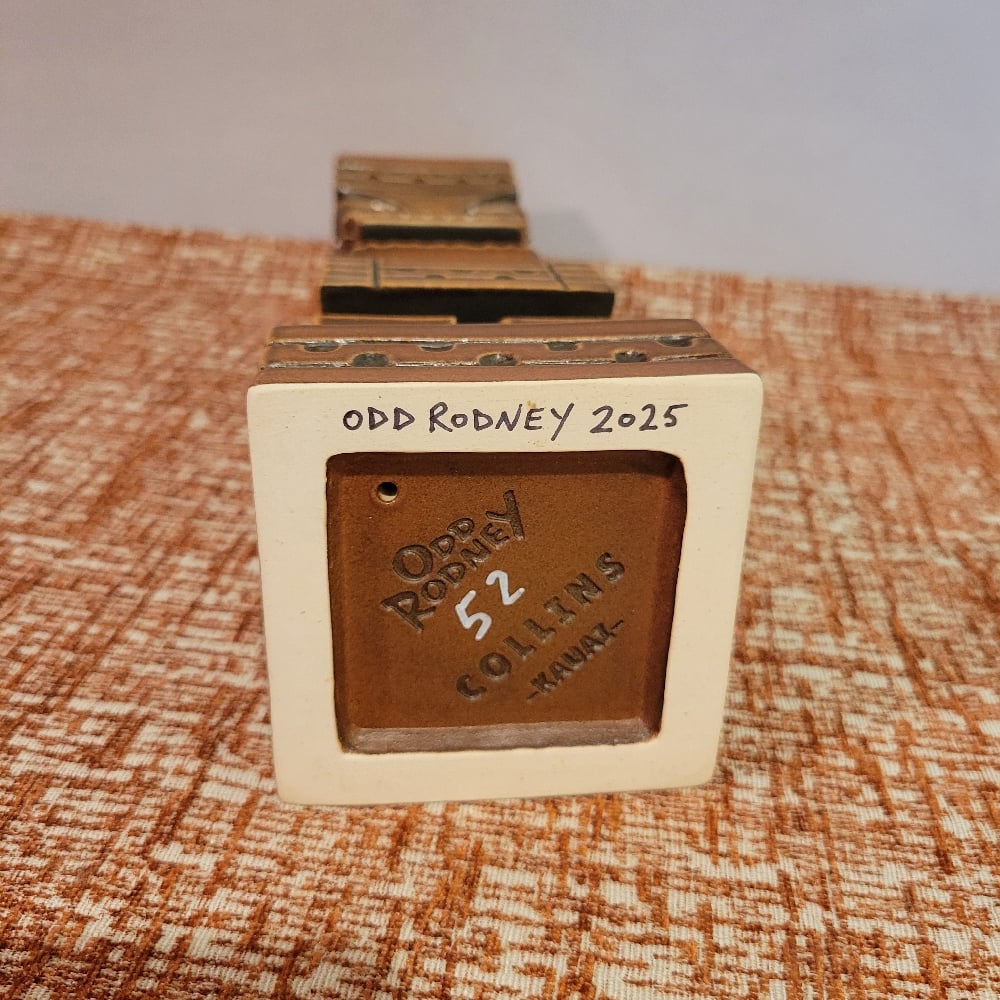 ODD RODNEY 2025
ODD
RODNEY
52
COLLINS
-KAUAI-